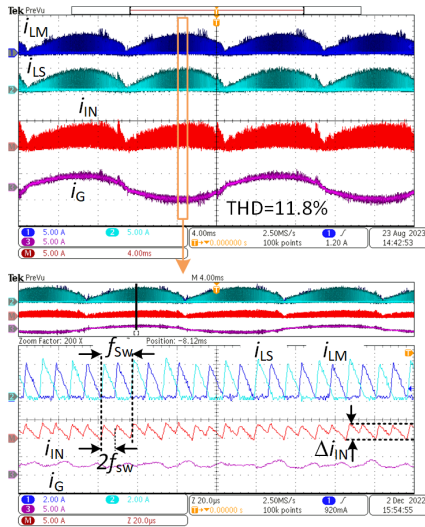 Tek PreVu
iLM
iLS
iIN
iG
THD=11.8%
1 5.00 A 2 5.00 A
3 5.00 A
M 5.00 A 4.00ms
4.00ms 2.50MS/s 1
0.000000 s 100k points 1.20 A
23 Aug 2023
14:42:53
Tek PreVu M 4.00ms
Zoom Factor: 200 X Position: -8.12ms
fSW iLS iLM
iIN 2fSW ΔiIN
iG
1 2.00 A 2 2.00 A
3 5.00 A
M 5.00 A Z 20.0µs
Z 20.0µs 2.50MS/s 1
0.000000 s 100k points 920mA
2 Dec 2022
15:54:55